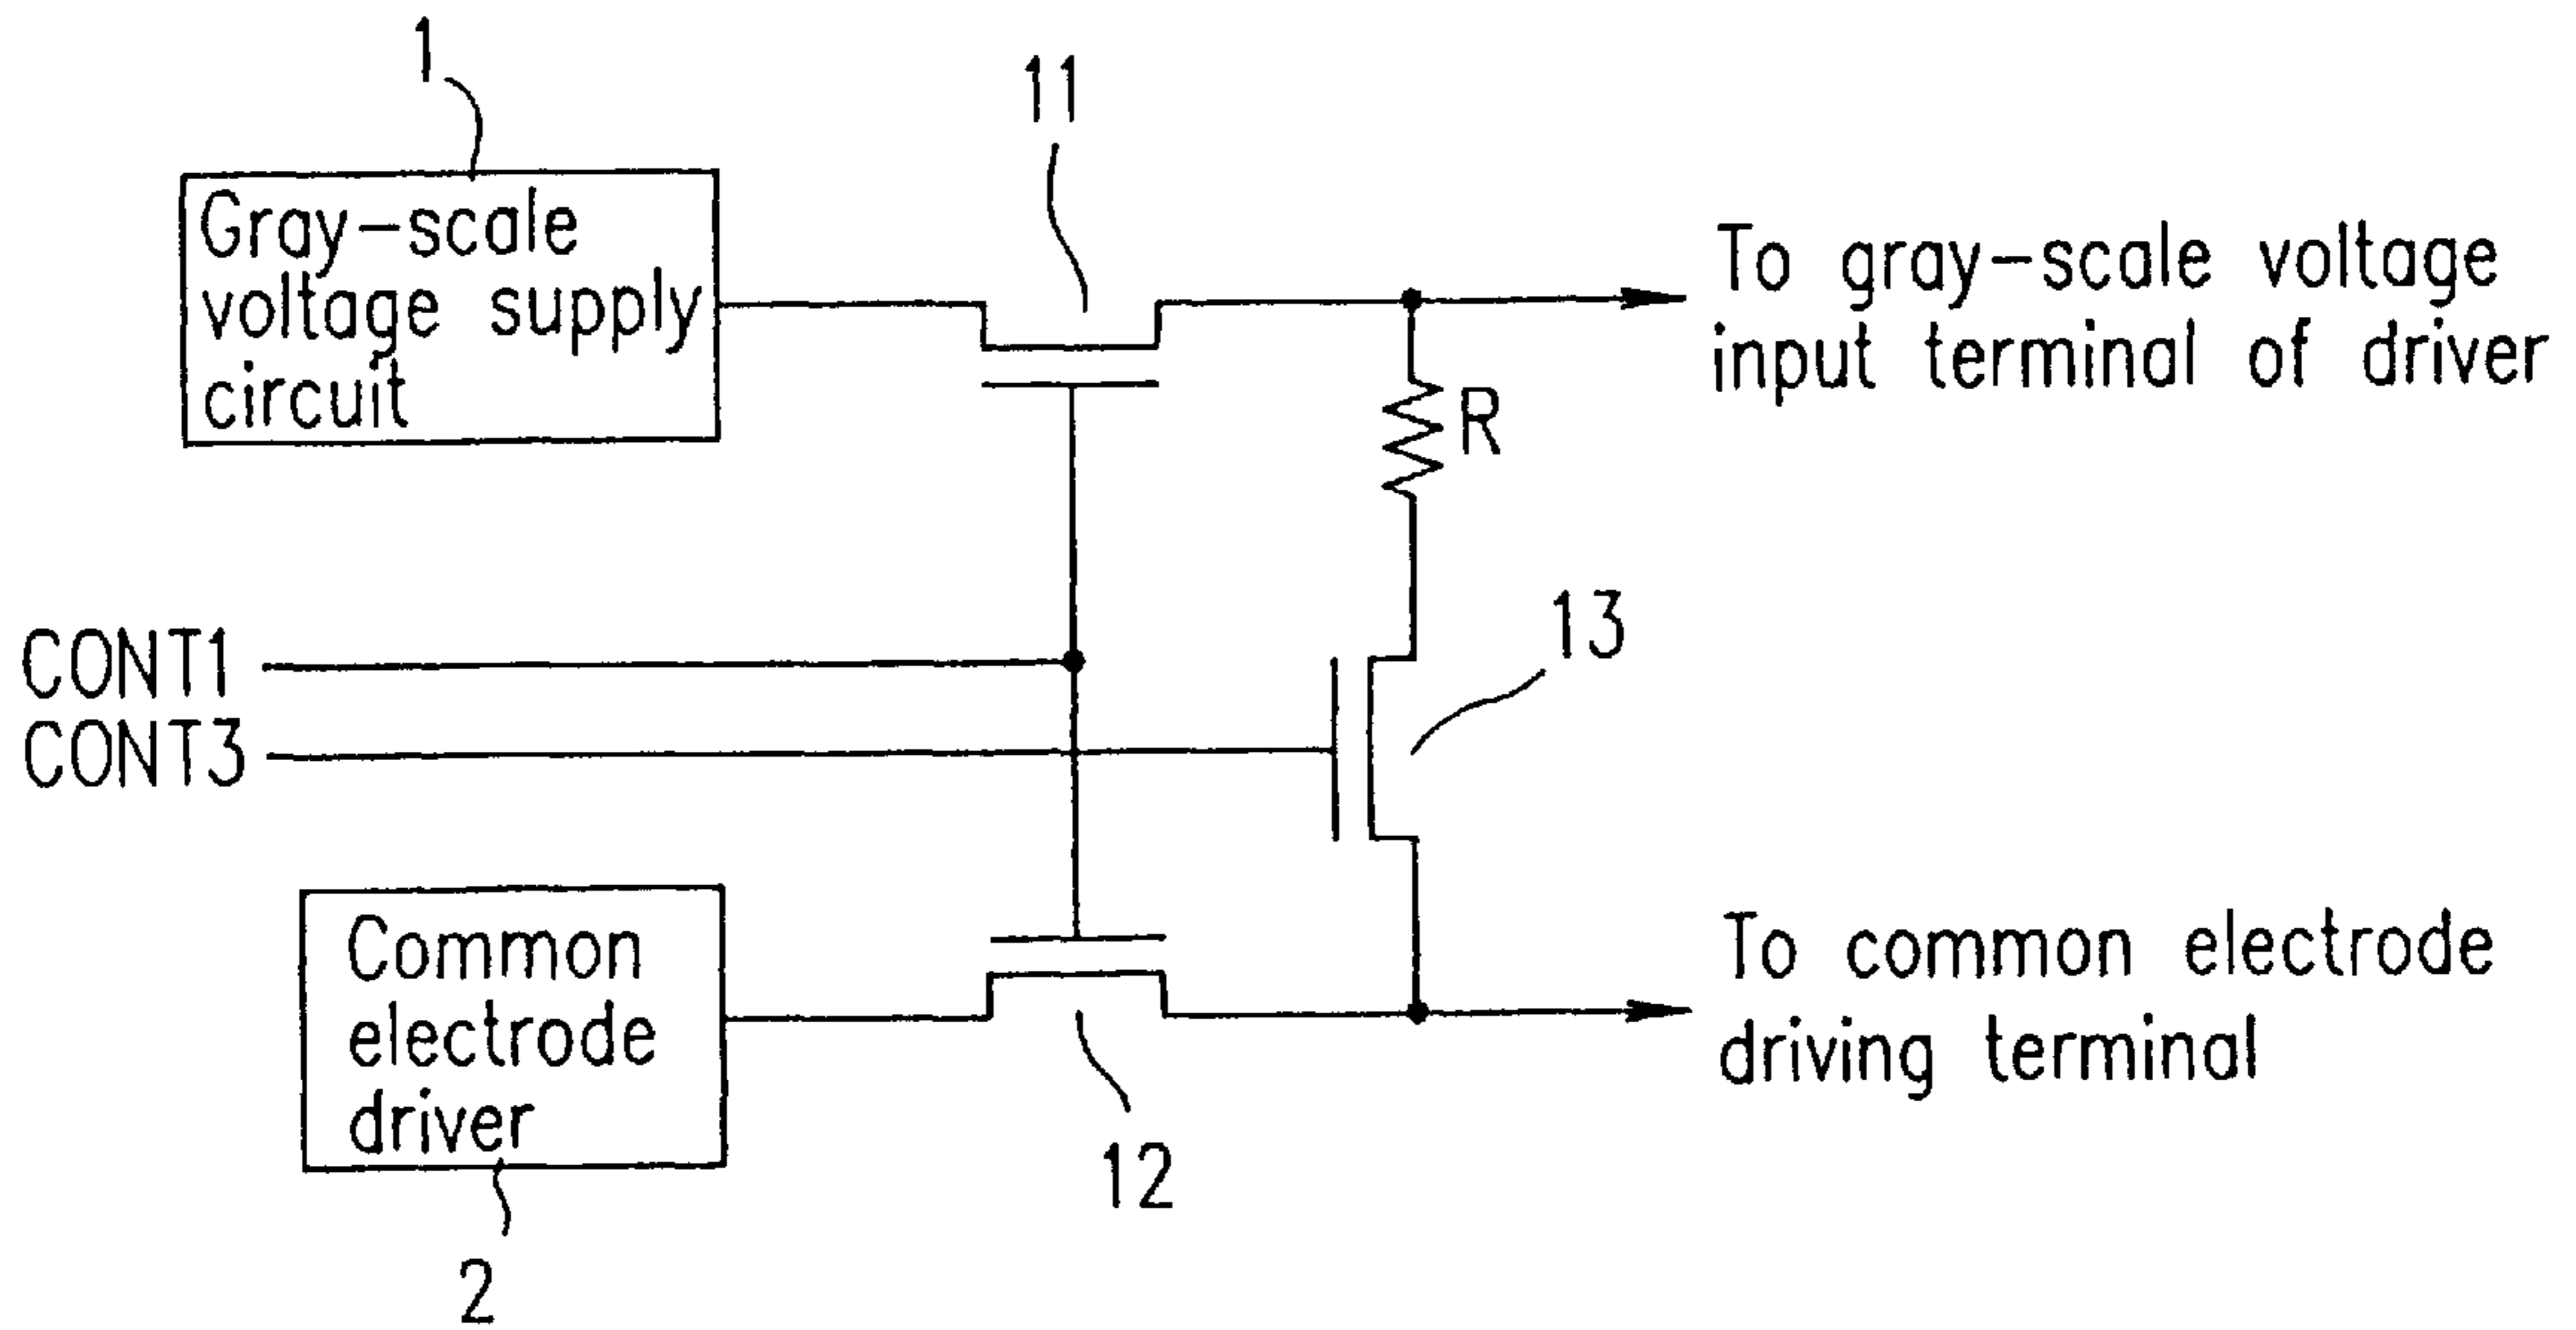 1
11
Gray-scale
voltage supply
circuit
To gray-scale voltage
input terminal of driver
R
13
CONT1
CONT3
Common
electrode
driver
To common electrode
driving terminal
12
2